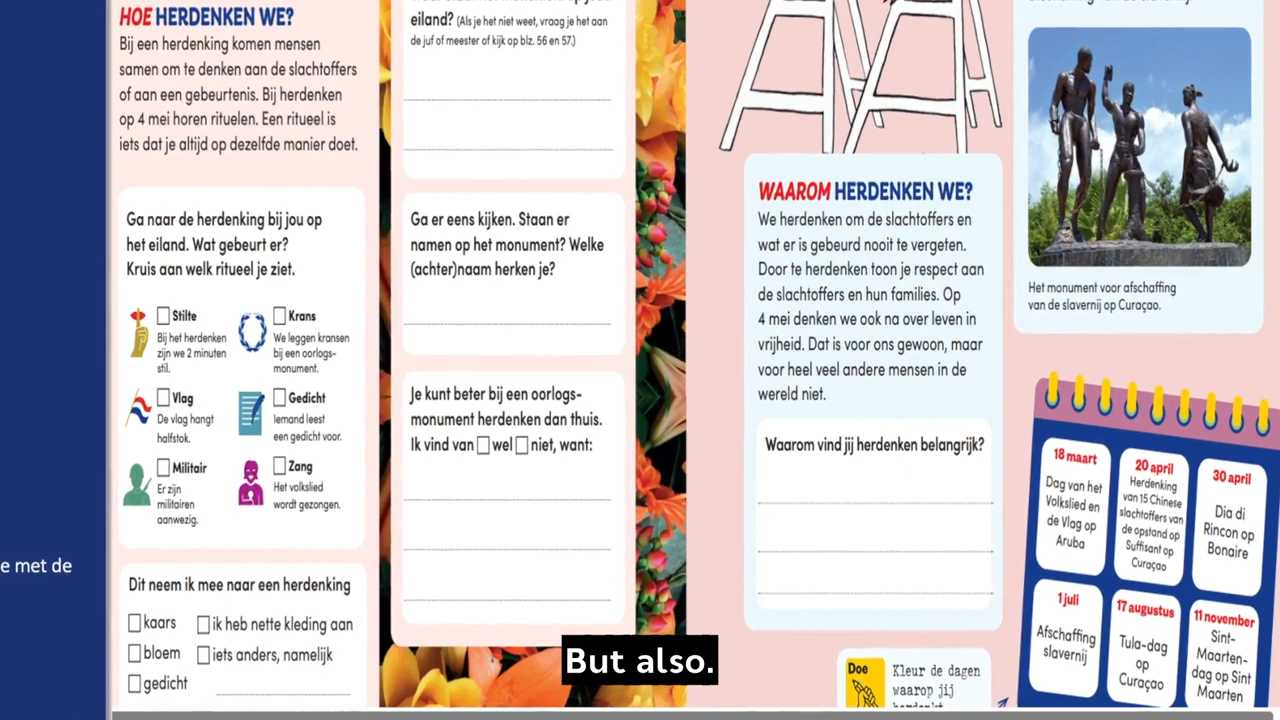 HOE HERDENKEN WE?
Bij een herdenking komen mensen
samen om te denken aan de slachtoffers
of aan een gebeurtenis. Bij herdenken
op 4 mei horen rituelen. Een ritueel is
iets dat je altijd op dezelfde manier doet.
Ga naar de herdenking bij jou op
het eiland. Wat gebeurt er?
Kruis aan welk ritueel je ziet.
Stilte
Bij het herdenken
zijn we 2 minuten
stil.
Krans
We leggen kransen
bij een oorlogs-
monument.
Vlag
De vlag hangt
halfstok.
Gedicht
Iemand leest
een gedicht voor.
Militair
Er zijn
militairen
aanwezig.
Zang
Het volkslied
wordt gezongen.
e met de
Dit neem ik mee naar een herdenking
kaars
bloem
gedicht
ik heb nette kleding aan
iets anders, namelijk
eiland? (Als je het niet weet, vraag je het aan
de juf of meester of kijk op blz. 56 en 57.)
Ga er eens kijken. Staan er
namen op het monument? Welke
(achter)naam herken je?
Je kunt beter bij een oorlogs-
monument herdenken dan thuis.
Ik vind van wel niet, want:
But also.
WAAROM HERDENKEN WE?
We herdenken om de slachtoffers en
wat er is gebeurd nooit te vergeten.
Door te herdenken toon je respect aan
de slachtoffers en hun families. Op
4 mei denken we ook na over leven in
vrijheid. Dat is voor ons gewoon, maar
voor heel veel andere mensen in de
wereld niet.
Waarom vind jij herdenken belangrijk?
Doe
Kleur de dagen
waarop jij
Het monument voor afschaffing
van de slavernij op Curaçao.
18 maart
Dag van het
Volkslied en
de Vlag op
Aruba
20 april
Herdenking
van 15 Chinese
slachtoffers van
de opstand op
Suffisant op
Curaçao
30 april
Dia di
Rincon op
Bonaire
1 juli
Afschaffing
slavernij
17 augustus
Tula-dag
op
Curaçao
11 november
Sint-
Maarten-
dag op Sint
Maarten